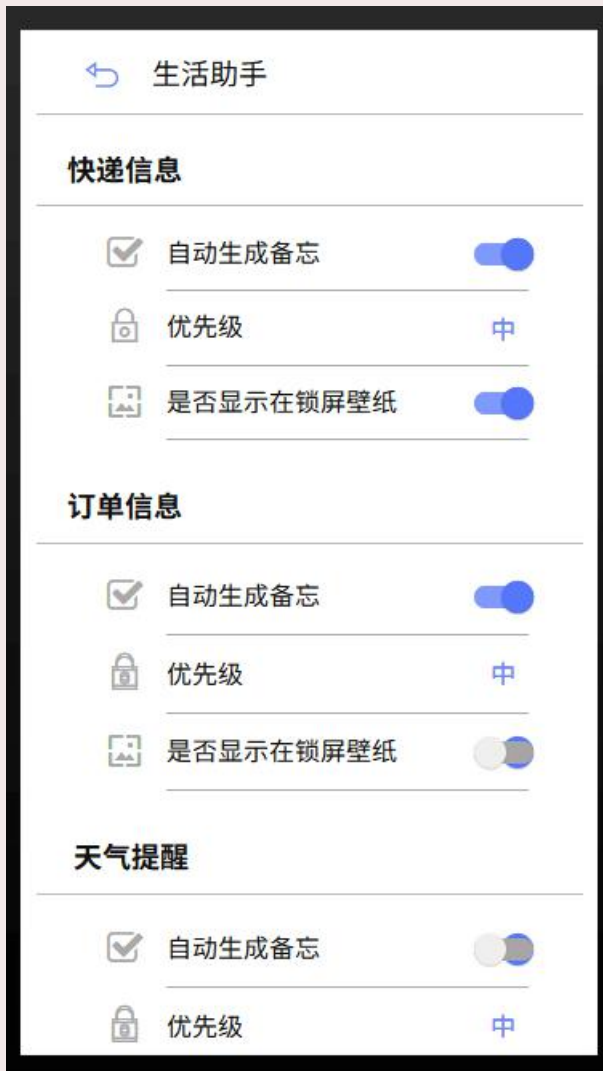 生活助手
快递信息
自动生成备忘
优先级 中
是否显示在锁屏壁纸
订单信息
自动生成备忘
优先级 中
是否显示在锁屏壁纸
天气提醒
自动生成备忘
优先级 中